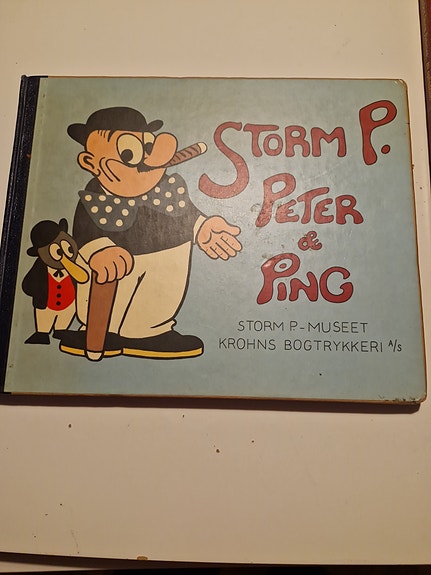 STORM P.
PETER
&
PING
STORM P.-MUSEET
KROHNS BOGTRYKKERI A/S